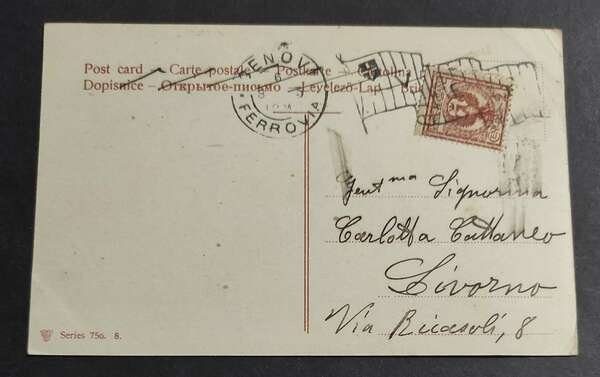 Post card – Carte postale – Postkarte – Cartolina
Dopisnice – Открытое-письмо – Levelező-Lap
GENOVA
FERROVIA
Gent.ma Signorina
Carlotta Cattaneo
Livorno
Via Ricasoli, 8
Series 750. 8.